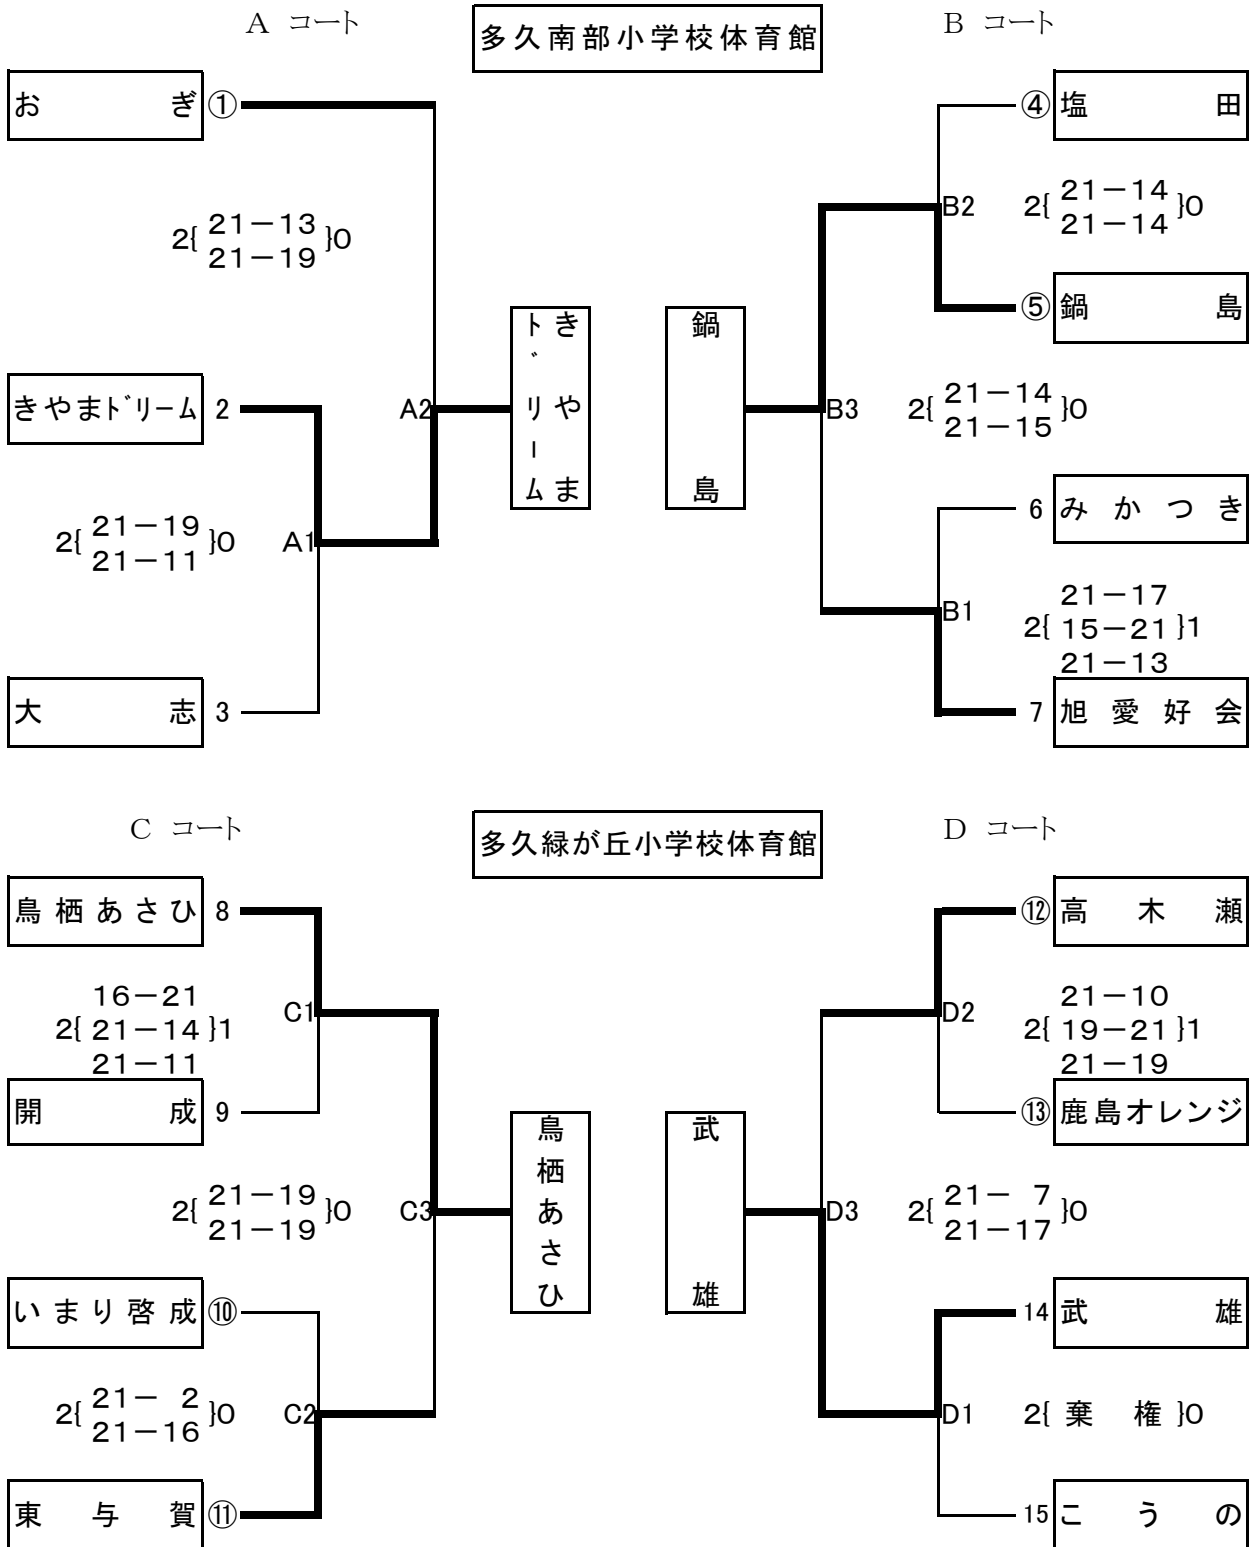 A コート
多久南部小学校体育館
B コート
おぎ ①
④ 塩田
2{ 21-13 }0
21-19
B2 2{ 21-14 }0
21-14
⑤ 鍋島
きやまドリーム
鍋島
きやまドリーム 2
A2
B3 2{ 21-14 }0
21-15
6 みかつき
2{ 21-19 }0 A1
21-11
B1
21-17
2{ 15-21 }1
21-13
大志 3
7 旭愛好会
C コート
多久緑が丘小学校体育館
D コート
鳥栖あさひ 8
⑫ 高木瀬
16-21
2{ 21-14 }1 C1
21-11
D2
21-10
2{ 19-21 }1
21-19
開成 9
⑬ 鹿島オレンジ
鳥栖あさひ
武雄
2{ 21-19 }0 C3
21-19
D3 2{ 21- 7 }0
21-17
いまり啓成 ⑩
14 武雄
2{ 21- 2 }0 C2
21-16
D1 2{ 棄権 }0
東与賀 ⑪
15 こうの